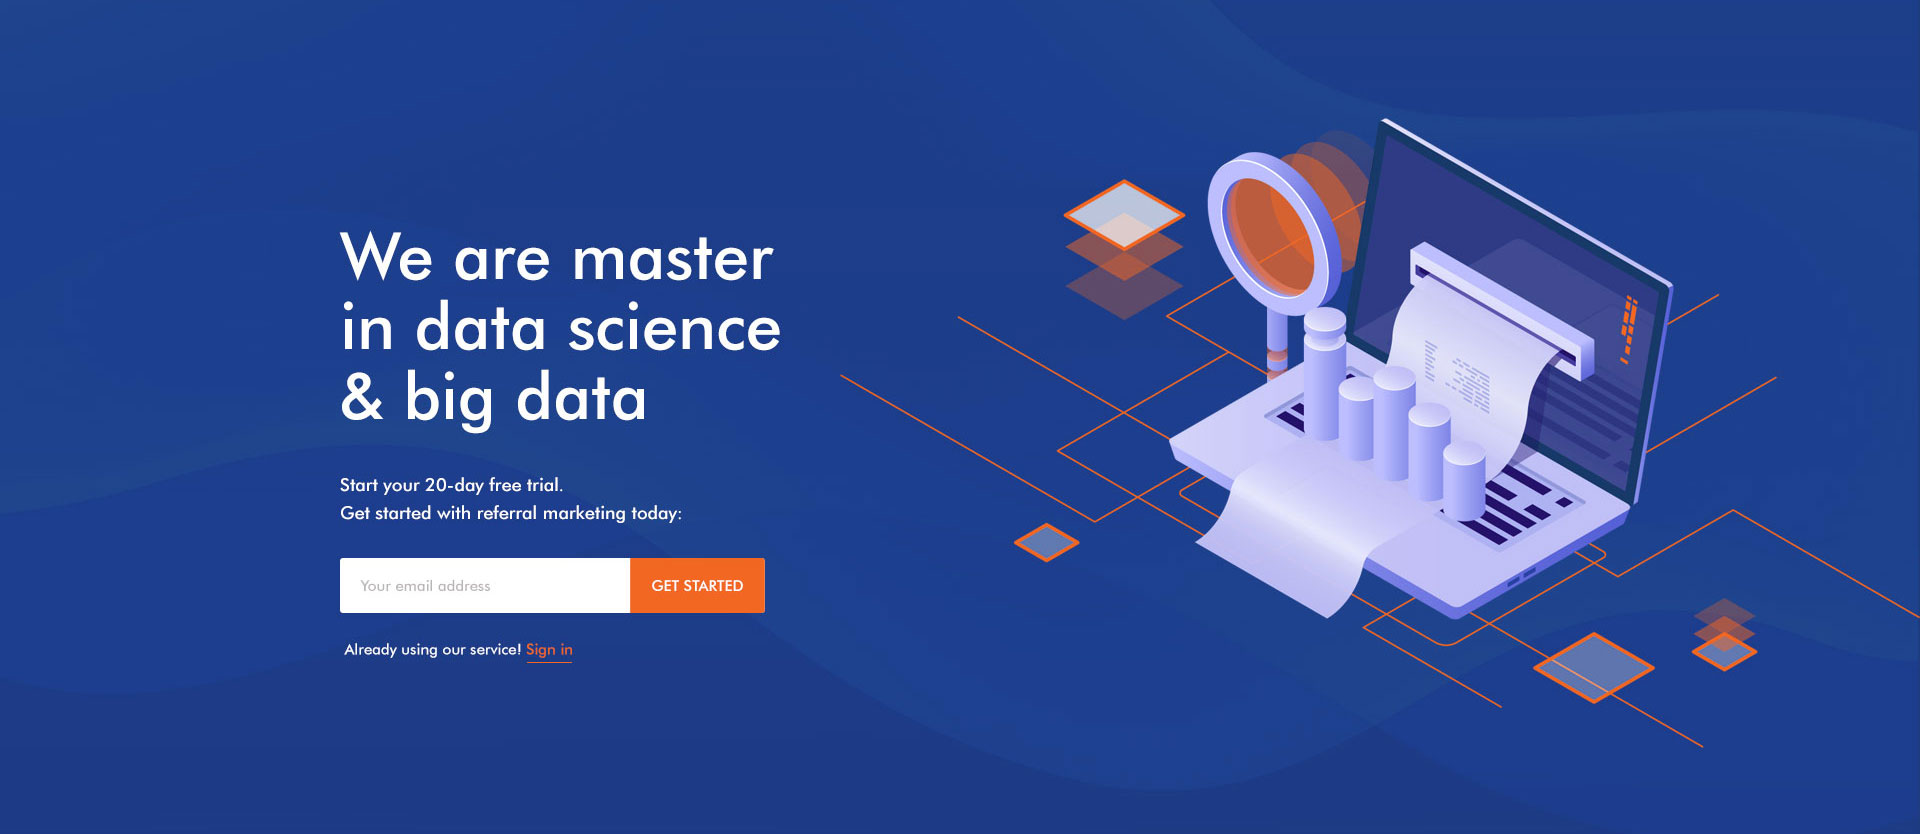 We are master
in data science
& big data
Start your 20-day free trial.
Get started with referral marketing today:
Your email address
GET STARTED
Already using our service! Sign in